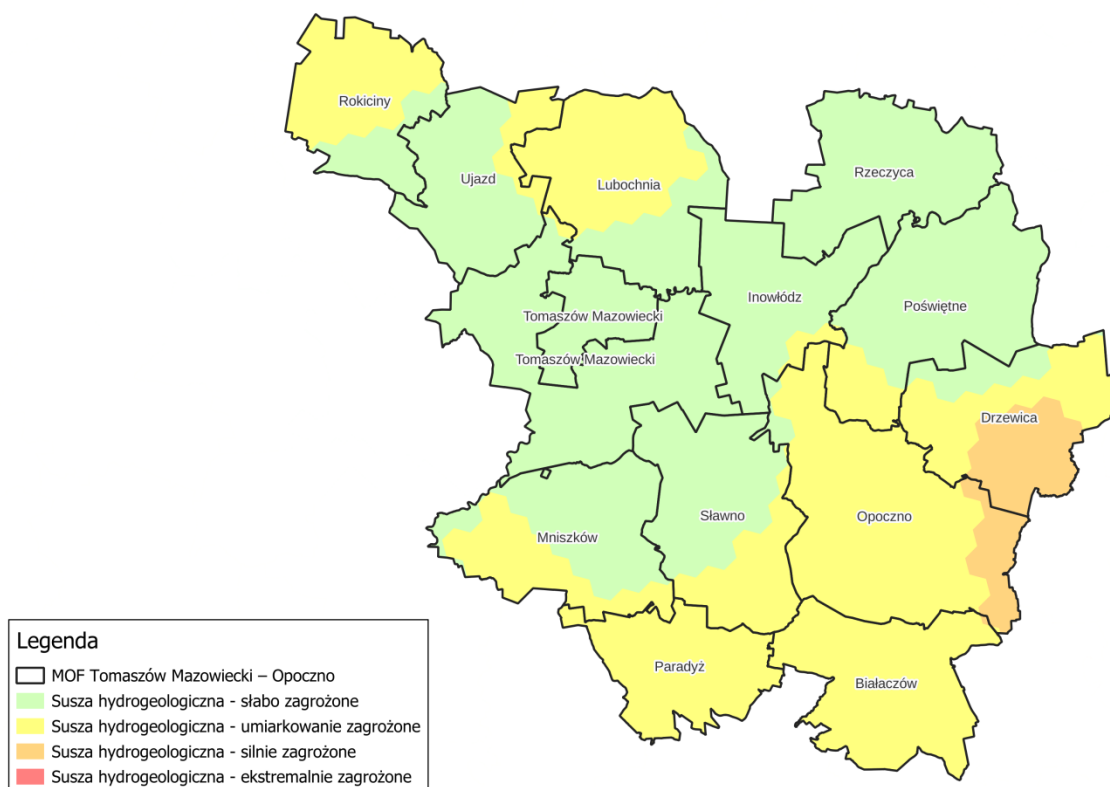 Rokiciny
Ujazd
Lubochnia
Rzeczyca
Inowłódz
Poświętne
Tomaszów Mazowiecki
Tomaszów Mazowiecki
Drzewica
Sławno
Opoczno
Mniszków
Paradyż
Białaczów
Legenda
MOF Tomaszów Mazowiecki – Opoczno
Susza hydrogeologiczna - słabo zagrożone
Susza hydrogeologiczna - umiarkowanie zagrożone
Susza hydrogeologiczna - silnie zagrożone
Susza hydrogeologiczna - ekstremalnie zagrożone